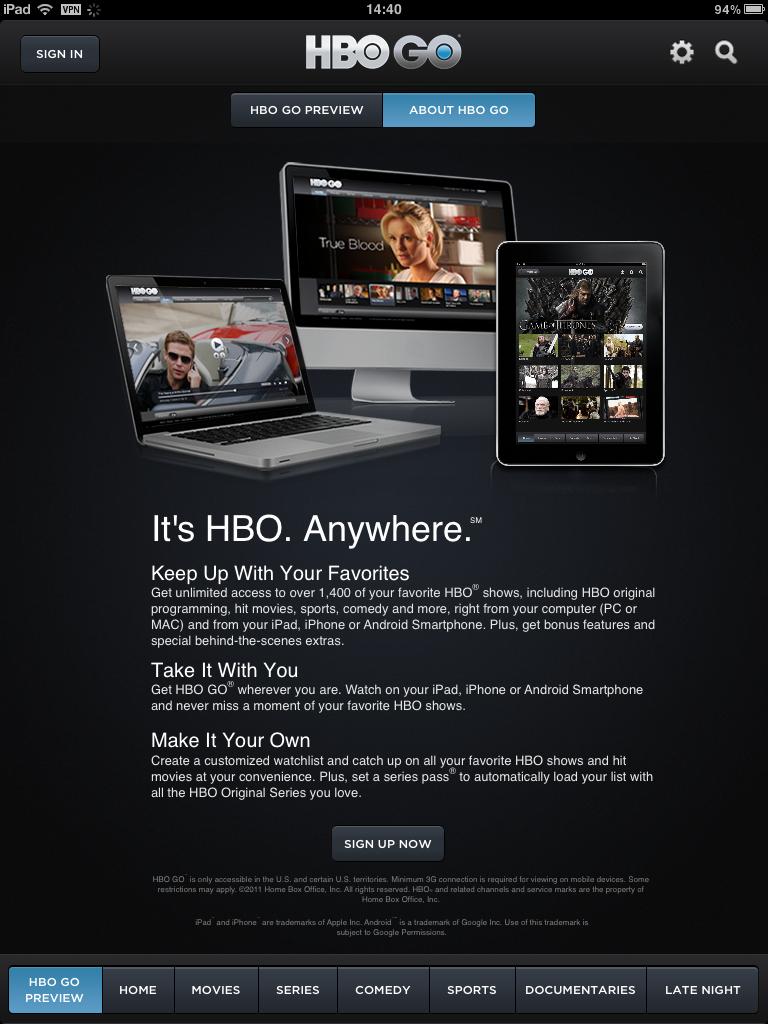 iPad VPN 14:40 94%
SIGN IN HBO GO
HBO GO PREVIEW ABOUT HBO GO
HBO GO
True Blood
HBO GO
HBO GO
GAME OF THRONES
It's HBO. Anywhere.℠
Keep Up With Your Favorites
Get unlimited access to over 1,400 of your favorite HBO® shows, including HBO original
programming, hit movies, sports, comedy and more, right from your computer (PC or
MAC) and from your iPad, iPhone or Android Smartphone. Plus, get bonus features and
special behind-the-scenes extras.
Take It With You
Get HBO GO® wherever you are. Watch on your iPad, iPhone or Android Smartphone
and never miss a moment of your favorite HBO shows.
Make It Your Own
Create a customized watchlist and catch up on all your favorite HBO shows and hit
movies at your convenience. Plus, set a series pass® to automatically load your list with
all the HBO Original Series you love.
SIGN UP NOW
HBO GO is only accessible in the U.S. and certain U.S. territories. Minimum 3G connection is required for viewing on mobile devices. Some
restrictions may apply. ©2011 Home Box Office, Inc. All rights reserved. HBO® and related channels and service marks are the property of
Home Box Office, Inc.
iPad and iPhone are trademarks of Apple Inc. Android™ is a trademark of Google Inc. Use of this trademark is
subject to Google Permissions.
HBO GO
PREVIEW HOME MOVIES SERIES COMEDY SPORTS DOCUMENTARIES LATE NIGHT